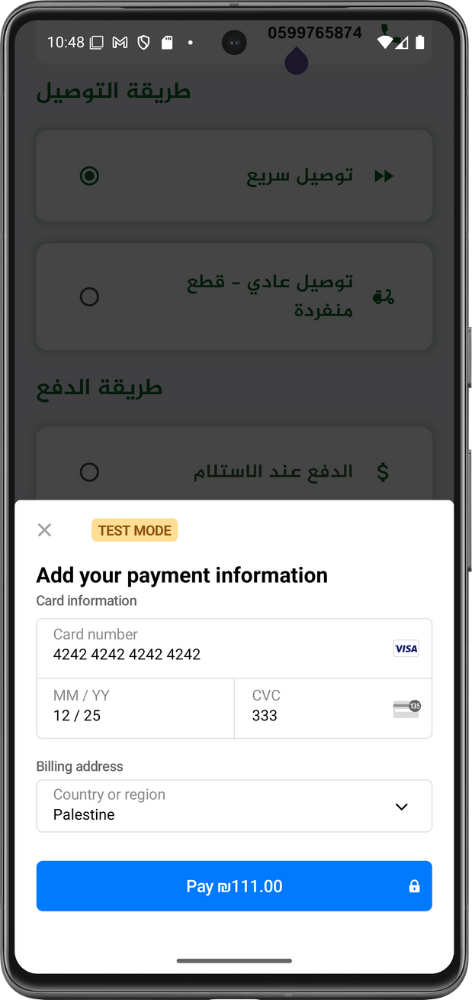 10:48
0599765874
طريقة التوصيل
توصيل سريع
توصيل عادي - قطع
منفردة
طريقة الدفع
$ الدفع عند الاستلام
TEST MODE
Add your payment information
Card information
Card number
4242 4242 4242 4242
VISA
MM / YY
12 / 25
CVC
333
135
Billing address
Country or region
Palestine
Pay ₪111.00